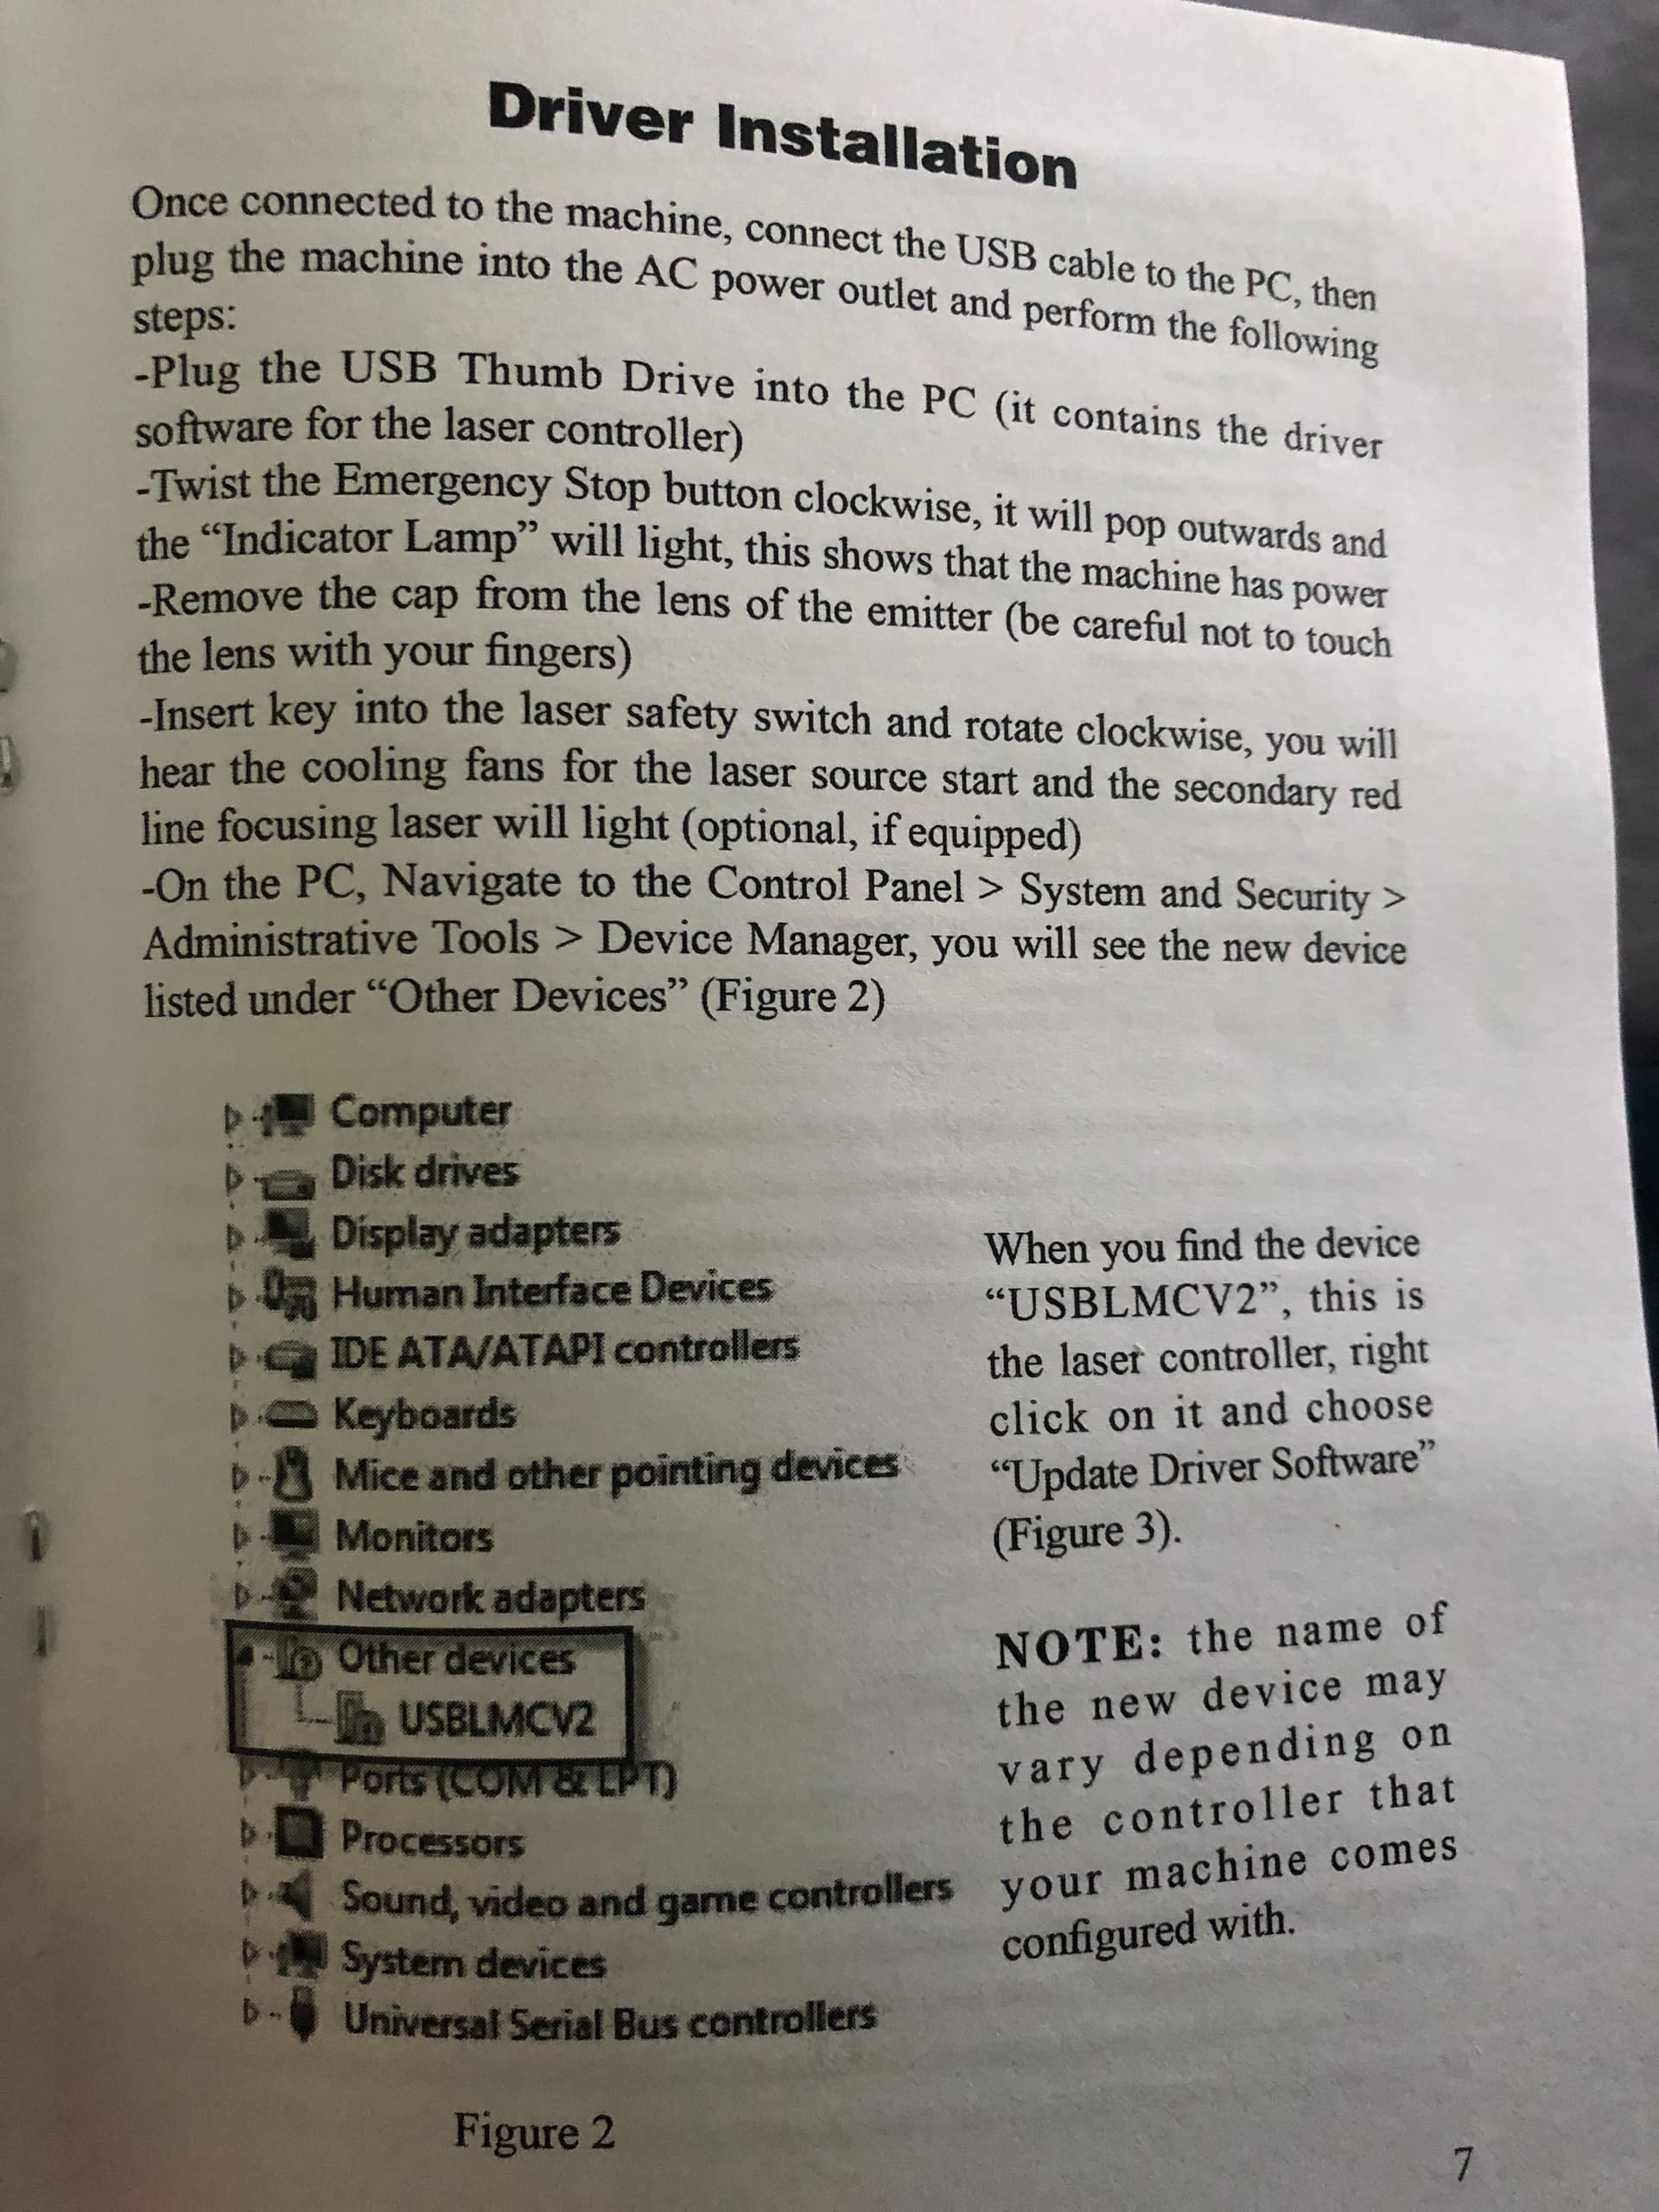 Driver Installation
Once connected to the machine, connect the USB cable to the PC, then
plug the machine into the AC power outlet and perform the following
steps:
-Plug the USB Thumb Drive into the PC (it contains the driver
software for the laser controller)
-Twist the Emergency Stop button clockwise, it will pop outwards and
the “Indicator Lamp” will light, this shows that the machine has power
-Remove the cap from the lens of the emitter (be careful not to touch
the lens with your fingers)
-Insert key into the laser safety switch and rotate clockwise, you will
hear the cooling fans for the laser source start and the secondary red
line focusing laser will light (optional, if equipped)
-On the PC, Navigate to the Control Panel > System and Security >
Administrative Tools > Device Manager, you will see the new device
listed under “Other Devices” (Figure 2)
Computer
Disk drives
Display adapters
Human Interface Devices
IDE ATA/ATAPI controllers
Keyboards
Mice and other pointing devices
Monitors
Network adapters
Other devices
USBLMCV2
Ports (COM & LPT)
Processors
Sound, video and game controllers
System devices
Universal Serial Bus controllers
Figure 2
When you find the device
“USBLMCV2”, this is
the laser controller, right
click on it and choose
“Update Driver Software”
(Figure 3).
NOTE: the name of
the new device may
vary depending on
the controller that
your machine comes
configured with.
7